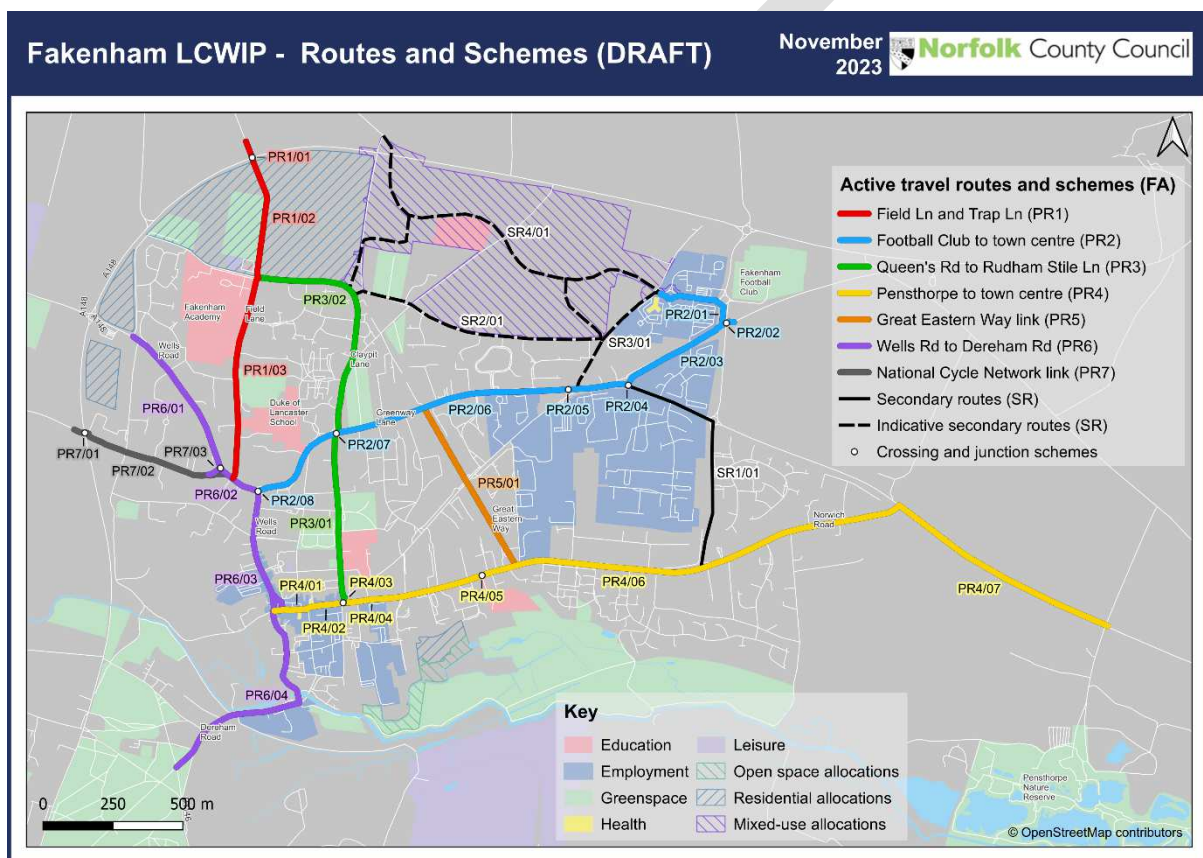 Fakenham LCWIP - Routes and Schemes (DRAFT)
November
2023
Norfolk County Council
Active travel routes and schemes (FA)
Field Ln and Trap Ln (PR1)
Football Club to town centre (PR2)
Queen's Rd to Rudham Stile Ln (PR3)
Pensthorpe to town centre (PR4)
Great Eastern Way link (PR5)
Wells Rd to Dereham Rd (PR6)
National Cycle Network link (PR7)
Secondary routes (SR)
Indicative secondary routes (SR)
Crossing and junction schemes
PR1/01
PR1/02
SR4/01
A148
A148
A148
PR3/02
Fakenham
Football
Club
Fakenham
Academy
Field
Lane
PR2/01
PR2/02
SR2/01
SR3/01
Wells
Road
PR2/03
Claypit
Lane
PR1/03
PR6/01
Duke of
Lancaster
School
Greenway
Lane
PR2/06
PR2/05
PR2/04
PR2/07
PR7/01
PR7/02
PR7/03
PR6/02
PR2/08
PR5/01
SR1/01
Wells
Road
PR3/01
Great
Eastern
Way
Norwich
Road
PR6/03
PR4/01
PR4/03
PR4/05
PR4/06
PR4/07
PR4/02
PR4/04
PR6/04
Dereham
Road
Key
Education
Employment
Greenspace
Health
Leisure
Open space allocations
Residential allocations
Mixed-use allocations
Pensthorpe
Nature
Reserve
0 250 500 m
© OpenStreetMap contributors